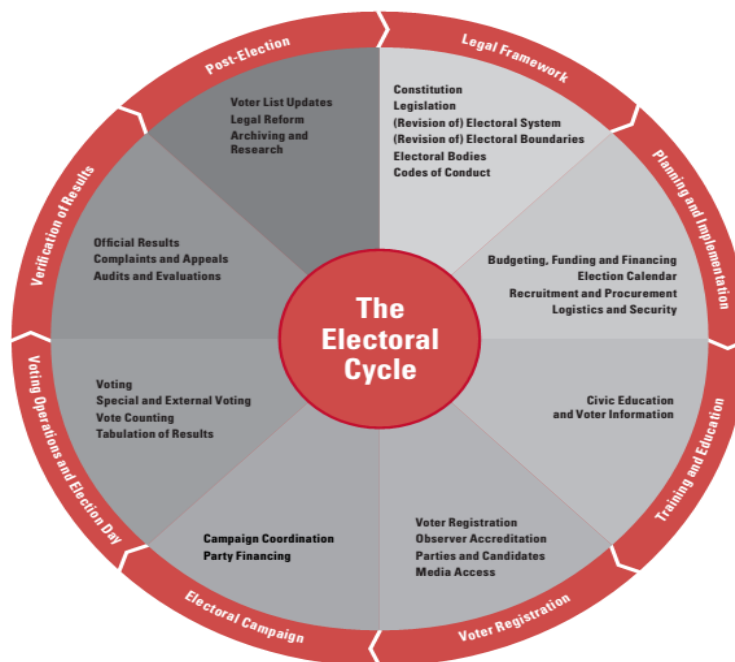 Post-Election
Legal Framework
Voter List Updates
Legal Reform
Archiving and
Research
Constitution
Legislation
(Revision of) Electoral System
(Revision of) Electoral Boundaries
Electoral Bodies
Codes of Conduct
Planning and Implementation
Budgeting, Funding and Financing
Election Calendar
Recruitment and Procurement
Logistics and Security
Training and Education
Civic Education
and Voter Information
Voter Registration
Voter Registration
Observer Accreditation
Parties and Candidates
Media Access
Electoral Campaign
Campaign Coordination
Party Financing
Voting Operations and Election Day
Voting
Special and External Voting
Vote Counting
Tabulation of Results
Verification of Results
Official Results
Complaints and Appeals
Audits and Evaluations
The
Electoral
Cycle